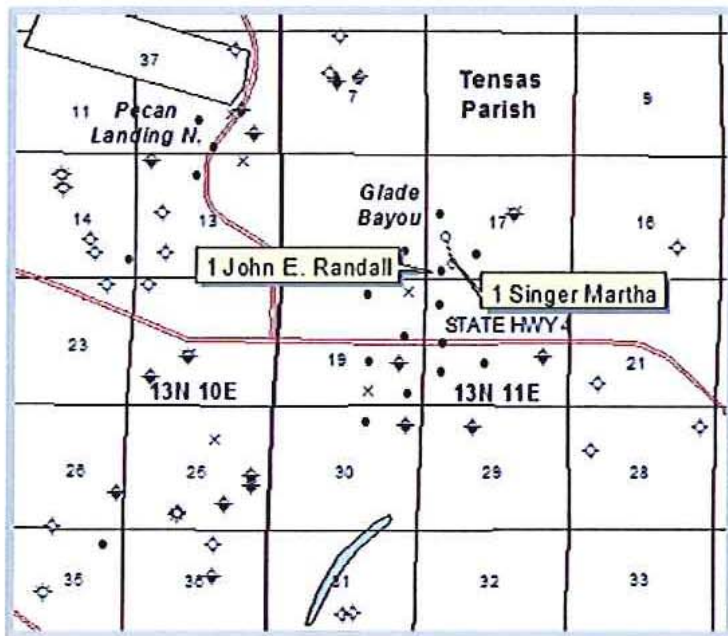 37
7
Tensas
Parish
9
11
Pecan
Landing N.
Glade
Bayou
17
16
14
13
1 John E. Randall
1 Singer Martha
STATE HWY 4
23
19
21
13N 10E
13N 11E
26
25
30
29
28
35
36
31
32
33